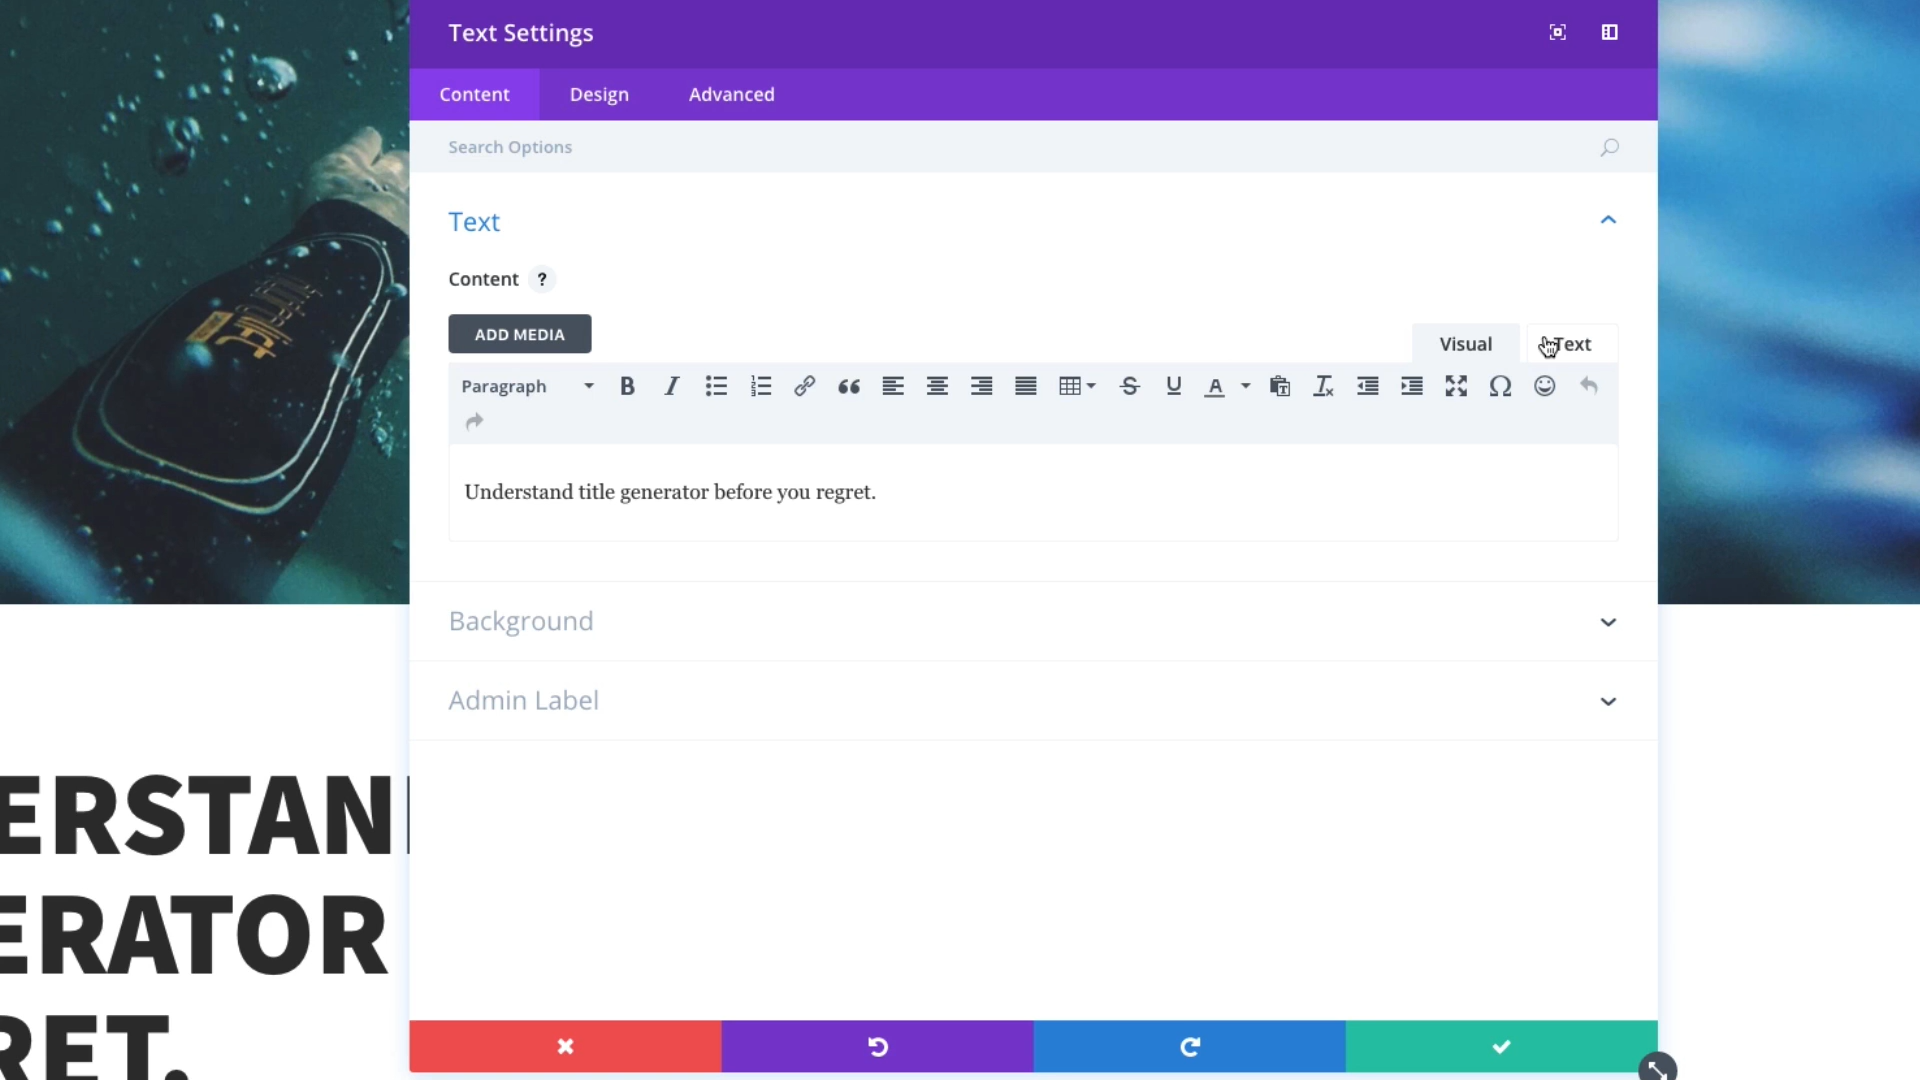 Text Settings
Content Design Advanced
Search Options
Text
Content ?
ADD MEDIA
Visual Text
Paragraph
Understand title generator before you regret.
Background
Admin Label
ERSTAN
ERATOR
RET.